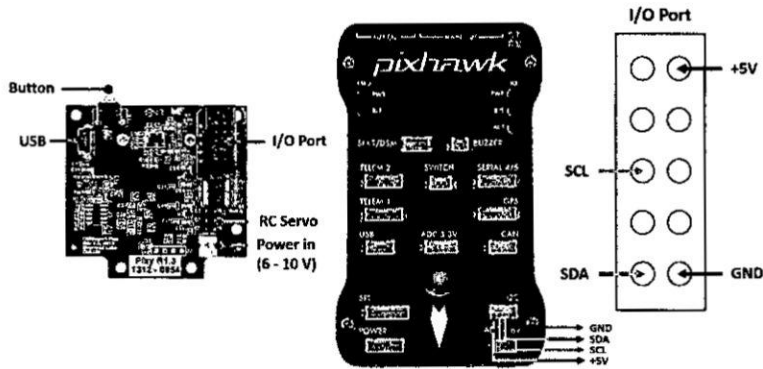 Button
USB
I/O Port
RC Servo
Power in
(6 - 10 V)
Pixy R1.3
1312 - 0854
pixhawk
SPKT/DSM
BUZZER
TELEM 2
SWITCH
SERIAL 4/5
TELEM 1
GPS
USB
ADC 3.3V
CAN
I2C
POWER
GND
SDA
SCL
+5V
I/O Port
+5V
SCL
SDA
GND